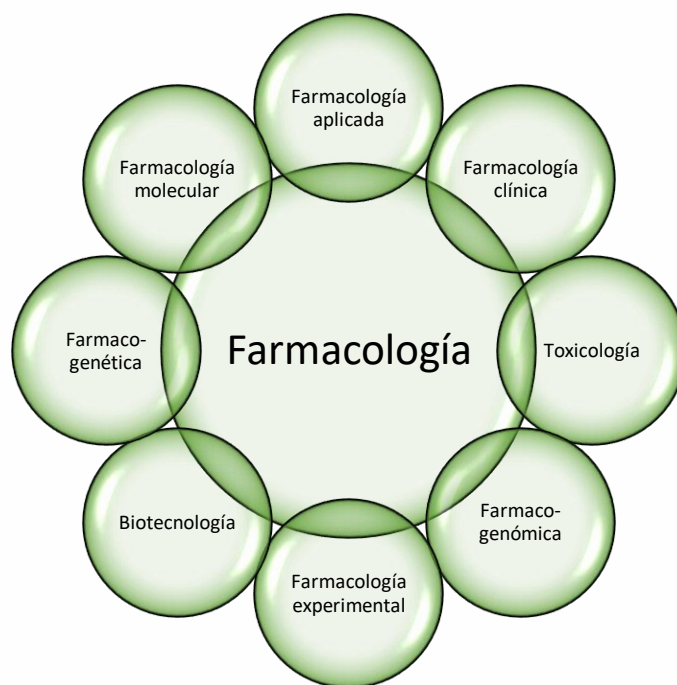 Farmacología
aplicada
Farmacología
clínica
Toxicología
Farmaco-
genómica
Farmacología
experimental
Biotecnología
Farmaco-
genética
Farmacología
molecular
Farmacología